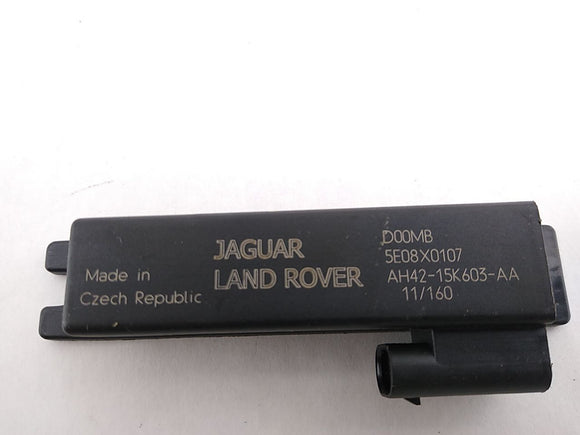 Made in
Czech Republic
JAGUAR
LAND ROVER
D00MB
5E08X0107
AH42-15K603-AA
11/160